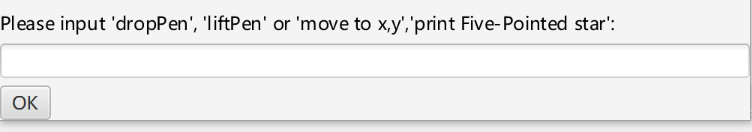 Please input 'dropPen', 'liftPen' or 'move to x,y','print Five-Pointed star':
OK